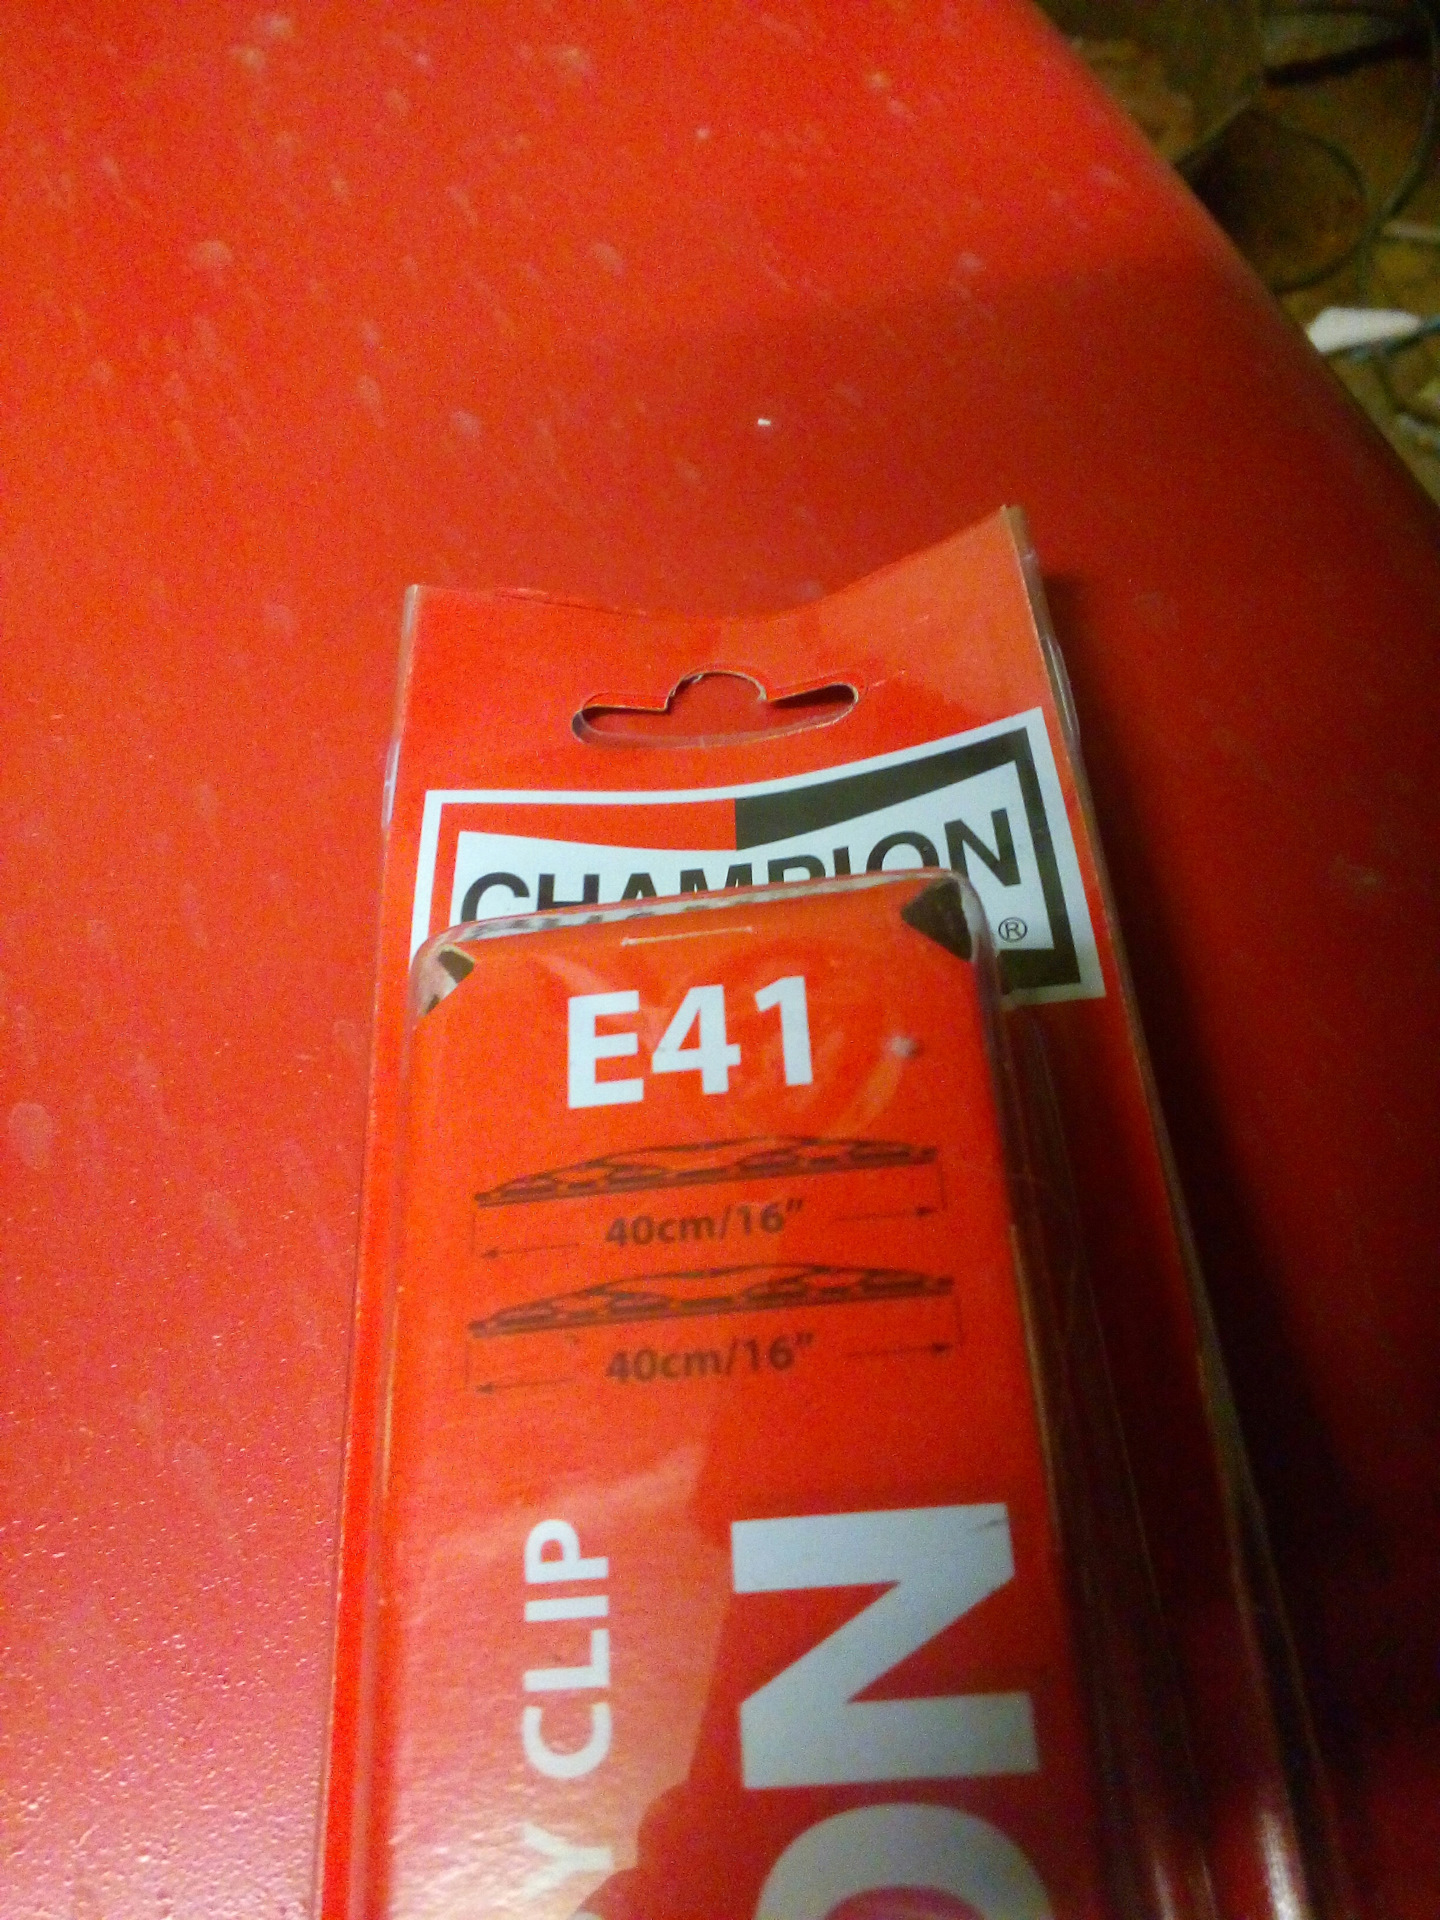 CHAMPION
®
E41
40cm/16”
40cm/16”
Y CLIP
ON